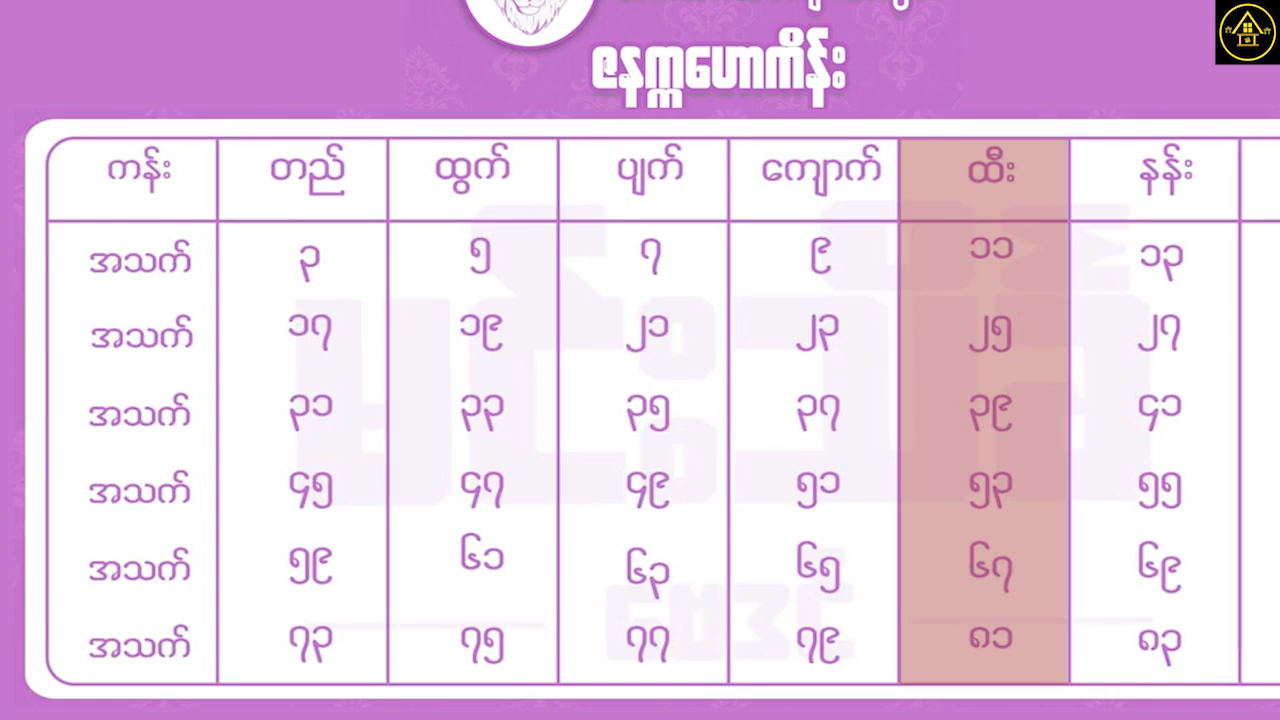 ဇနက္ကဟောကိန်း
ကန်း တည် ထွက် ပျက် ကျောက် ထီး နန်း
အသက် ၃ ၅ ၇ ၉ ၁၁ ၁၃
အသက် ၁၇ ၁၉ ၂၁ ၂၃ ၂၅ ၂၇
အသက် ၃၁ ၃၃ ၃၅ ၃၇ ၃၉ ၄၁
အသက် ၄၅ ၄၇ ၄၉ ၅၁ ၅၃ ၅၅
အသက် ၅၉ ၆၁ ၆၃ ၆၅ ၆၇ ၆၉
အသက် ၇၃ ၇၅ ၇၇ ၇၉ ၈၁ ၈၃